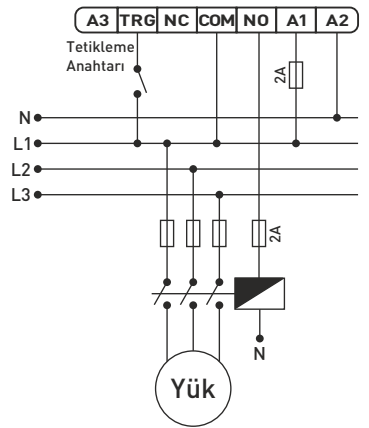 A3 TRG NC COM NO A1 A2
Tetikleme
Anahtarı
2A
N
L1
L2
L3
2A
N
Yük